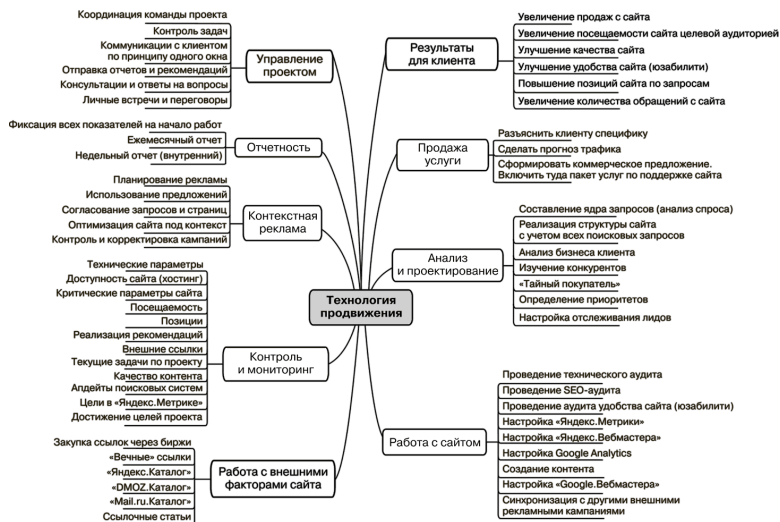 Координация команды проекта
Контроль задач
Коммуникации с клиентом
по принципу одного окна
Отправка отчетов и рекомендаций
Консультации и ответы на вопросы
Личные встречи и переговоры
Управление
проектом
Фиксация всех показателей на начало работ
Ежемесячный отчет
Недельный отчет (внутренний)
Отчетность
Планирование рекламы
Использование предложений
Согласование запросов и страниц
Оптимизация сайта под контекст
Контроль и корректировка кампаний
Контекстная
реклама
Технические параметры
Доступность сайта (хостинг)
Критические параметры сайта
Посещаемость
Позиции
Реализация рекомендаций
Внешние ссылки
Текущие задачи по проекту
Качество контента
Апдейты поисковых систем
Цели в «Яндекс.Метрике»
Достижение целей проекта
Контроль
и мониторинг
Закупка ссылок через биржи
«Вечные» ссылки
«Яндекс.Каталог»
«DMOZ.Каталог»
«Mail.ru.Каталог»
Ссылочные статьи
Работа с внешними
факторами сайта
Технология
продвижения
Результаты
для клиента
Увеличение продаж с сайта
Увеличение посещаемости сайта целевой аудиторией
Улучшение качества сайта
Улучшение удобства сайта (юзабилити)
Повышение позиций сайта по запросам
Увеличение количества обращений с сайта
Продажа
услуги
Разъяснить клиенту специфику
Сделать прогноз трафика
Сформировать коммерческое предложение.
Включить туда пакет услуг по поддержке сайта
Анализ
и проектирование
Составление ядра запросов (анализ спроса)
Реализация структуры сайта
с учетом всех поисковых запросов
Анализ бизнеса клиента
Изучение конкурентов
«Тайный покупатель»
Определение приоритетов
Настройка отслеживания лидов
Работа с сайтом
Проведение технического аудита
Проведение SEO-аудита
Проведение аудита удобства сайта (юзабилити)
Настройка «Яндекс.Метрики»
Настройка «Яндекс.Вебмастера»
Настройка Google Analytics
Создание контента
Настройка «Google.Вебмастера»
Синхронизация с другими внешними
рекламными кампаниями